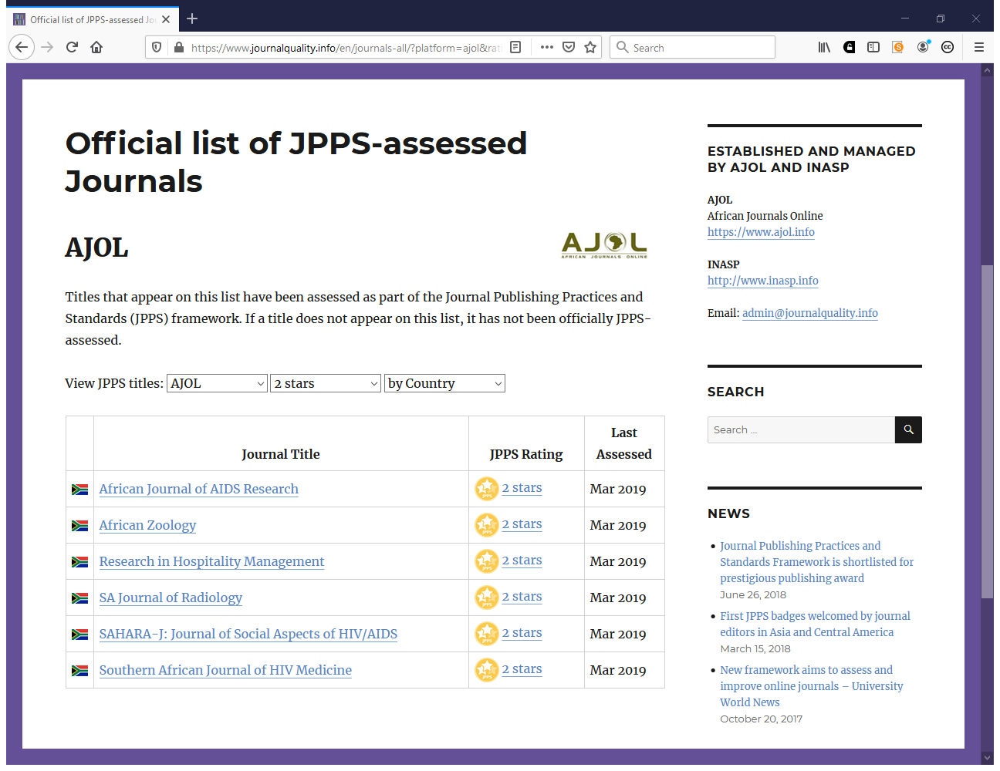 Official list of JPPS-assessed Jo
https://www.journalquality.info/en/journals-all/?platform=ajol&rati
Search
Official list of JPPS-assessed
Journals
AJOL
AJOL
AFRICAN JOURNALS ONLINE
Titles that appear on this list have been assessed as part of the Journal Publishing Practices and
Standards (JPPS) framework. If a title does not appear on this list, it has not been officially JPPS-
assessed.
View JPPS titles: AJOL 2 stars by Country
Journal Title JPPS Rating Last Assessed
African Journal of AIDS Research JPPS 2 stars Mar 2019
African Zoology JPPS 2 stars Mar 2019
Research in Hospitality Management JPPS 2 stars Mar 2019
SA Journal of Radiology JPPS 2 stars Mar 2019
SAHARA-J: Journal of Social Aspects of HIV/AIDS JPPS 2 stars Mar 2019
Southern African Journal of HIV Medicine JPPS 2 stars Mar 2019
ESTABLISHED AND MANAGED
BY AJOL AND INASP
AJOL
African Journals Online
https://www.ajol.info
INASP
http://www.inasp.info
Email: admin@journalquality.info
SEARCH
Search …
NEWS
Journal Publishing Practices and
Standards Framework is shortlisted for
prestigious publishing award
June 26, 2018
First JPPS badges welcomed by journal
editors in Asia and Central America
March 15, 2018
New framework aims to assess and
improve online journals – University
World News
October 20, 2017